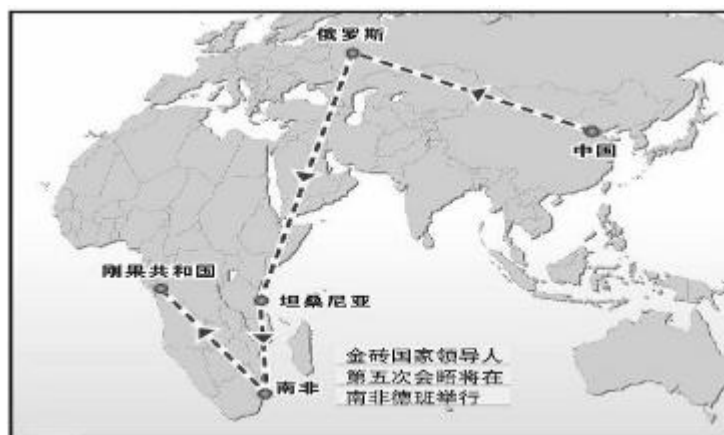 俄罗斯
中国
刚果共和国
坦桑尼亚
南非
金砖国家领导人
第五次会晤将在
南非德班举行